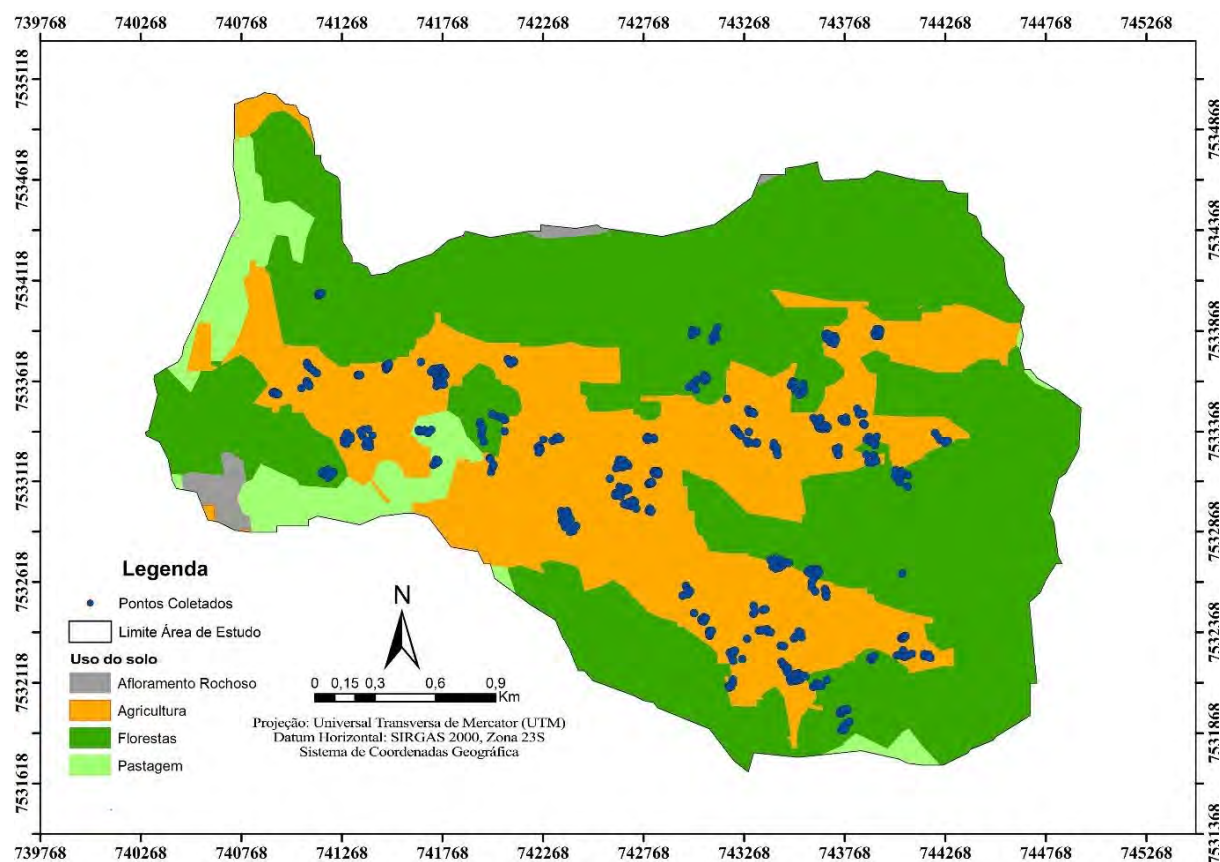 739768 740268 740768 741268 741768 742268 742768 743268 743768 744268 744768 745268
7535118
7534618
7534118
7533618
7533118
7532618
7532118
7531618
7534868
7534368
7533868
7533368
7532868
7532368
7531868
7531368
Legenda
Pontos Coletados
Limite Área de Estudo
Uso do solo
Afloramento Rochoso
Agricultura
Florestas
Pastagem
N
0 0,15 0,3 0,6 0,9
Km
Projeção: Universal Transversa de Mercator (UTM)
Datum Horizontal: SIRGAS 2000, Zona 23S
Sistema de Coordenadas Geográfica
739768 740268 740768 741268 741768 742268 742768 743268 743768 744268 744768 745268